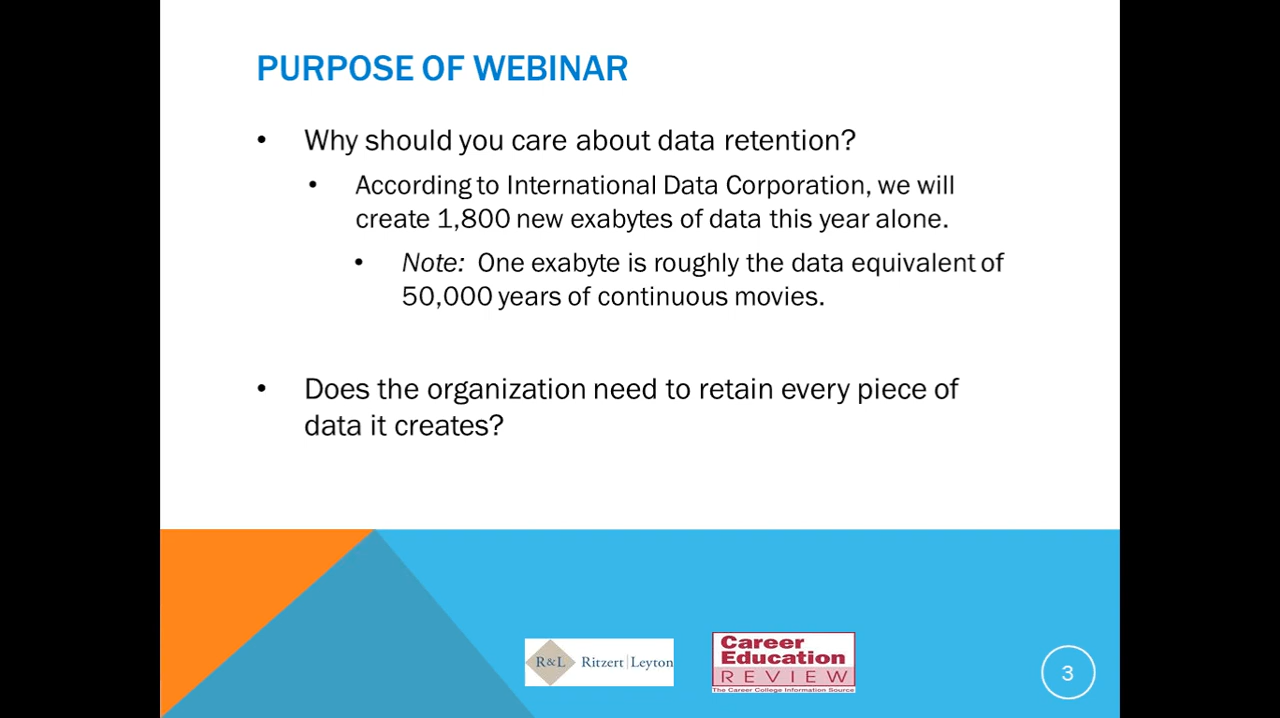 PURPOSE OF WEBINAR
• Why should you care about data retention?
• According to International Data Corporation, we will
create 1,800 new exabytes of data this year alone.
• Note: One exabyte is roughly the data equivalent of
50,000 years of continuous movies.
• Does the organization need to retain every piece of
data it creates?
R&L Ritzert|Leyton
Career
Education
REVIEW
The Career College Information Source
3